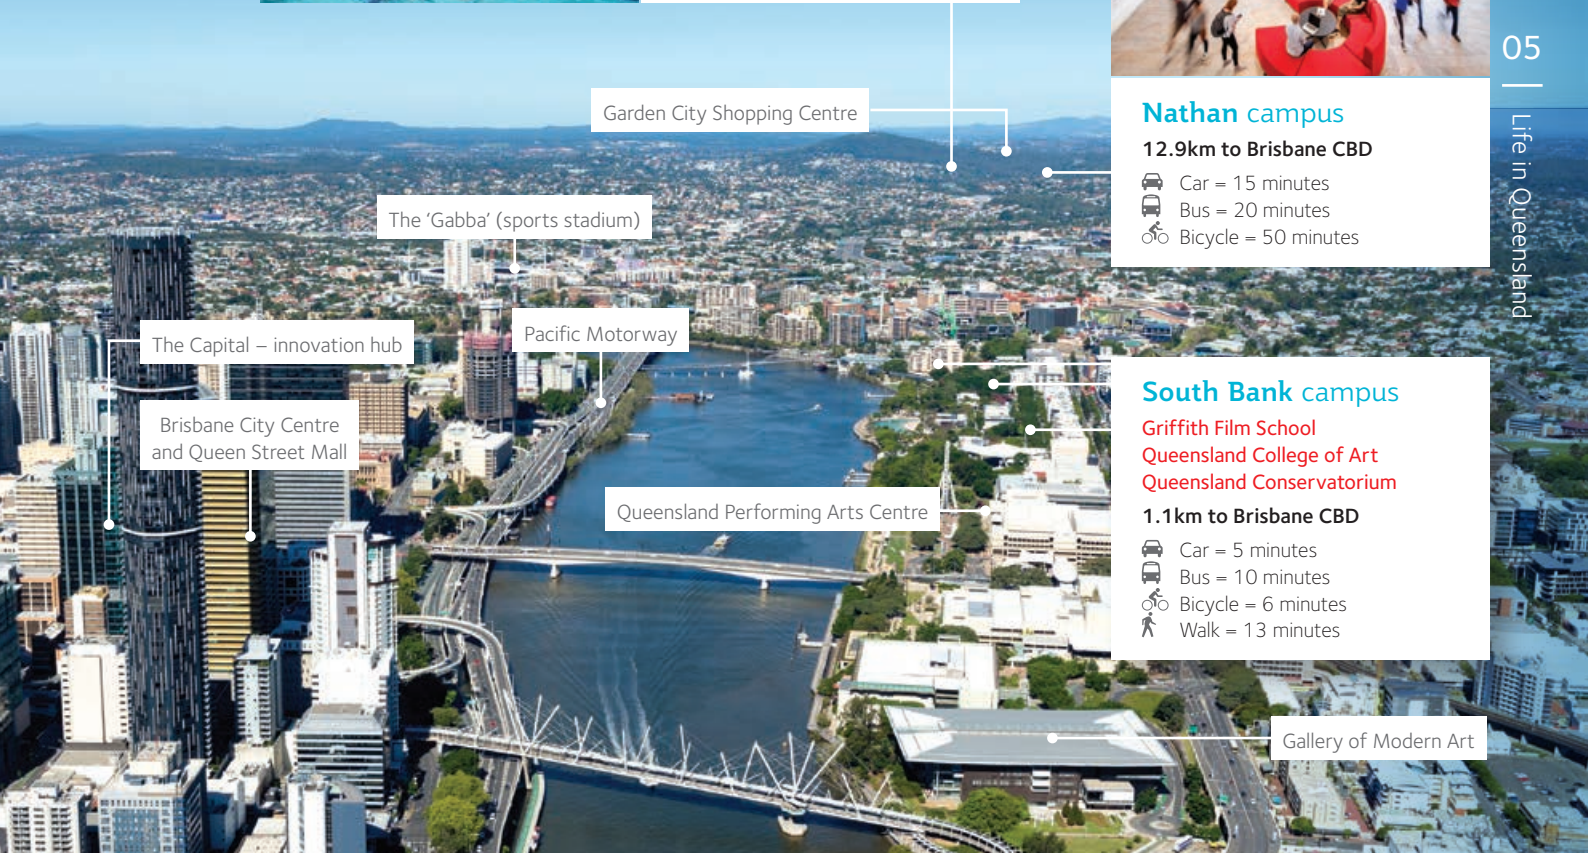 Garden City Shopping Centre
The ‘Gabba’ (sports stadium)
Pacific Motorway
The Capital – innovation hub
Brisbane City Centre
and Queen Street Mall
Queensland Performing Arts Centre
Nathan campus
12.9km to Brisbane CBD
Car = 15 minutes
Bus = 20 minutes
Bicycle = 50 minutes
South Bank campus
Griffith Film School
Queensland College of Art
Queensland Conservatorium
1.1km to Brisbane CBD
Car = 5 minutes
Bus = 10 minutes
Bicycle = 6 minutes
Walk = 13 minutes
Gallery of Modern Art
05
Life in Queensland